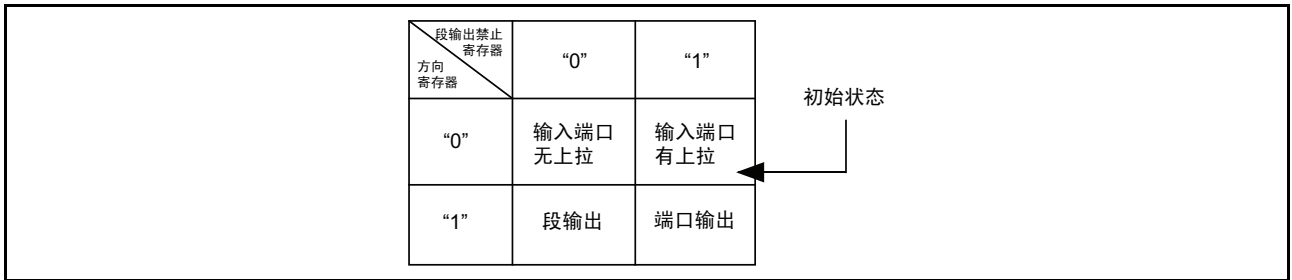 段输出禁止
寄存器
方向
寄存器
“0”
“1”
初始状态
“0”
输入端口
无上拉
输入端口
有上拉
“1”
段输出
端口输出